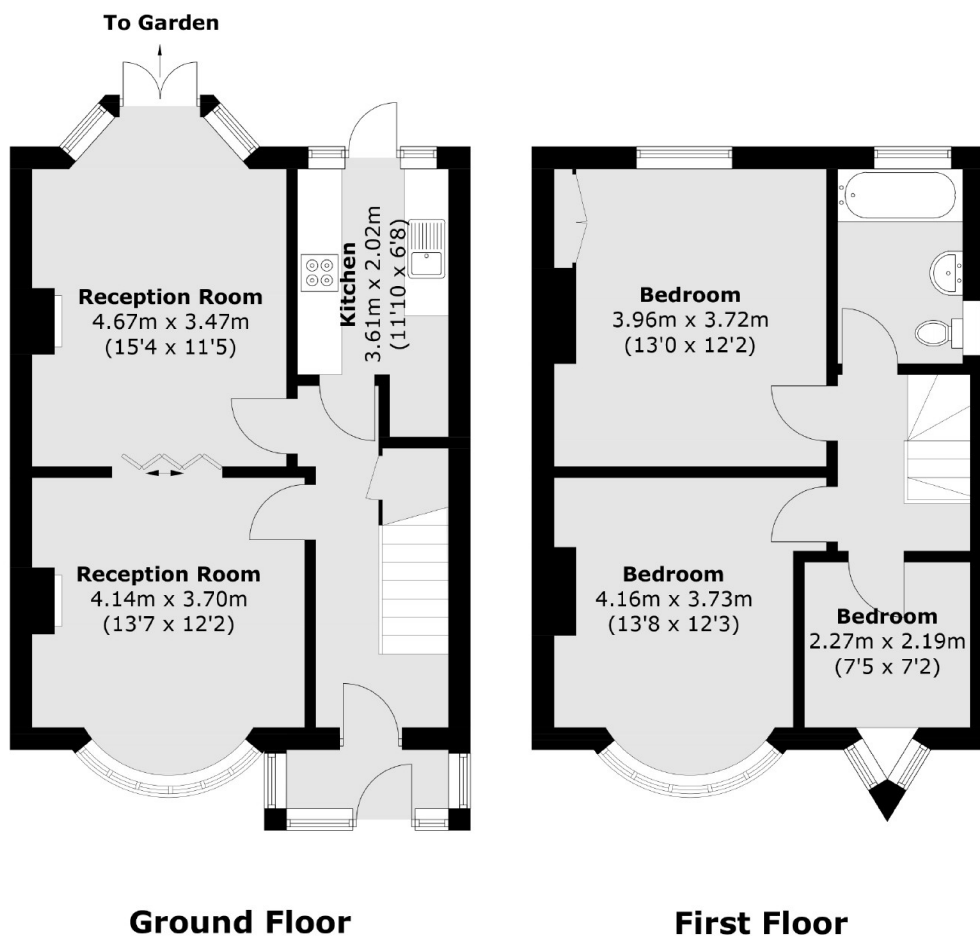 To Garden
Reception Room
4.67m x 3.47m
(15'4 x 11'5)
Kitchen
3.61m x 2.02m
(11'10 x 6'8)
Reception Room
4.14m x 3.70m
(13'7 x 12'2)
Ground Floor
Bedroom
3.96m x 3.72m
(13'0 x 12'2)
Bedroom
4.16m x 3.73m
(13'8 x 12'3)
Bedroom
2.27m x 2.19m
(7'5 x 7'2)
First Floor